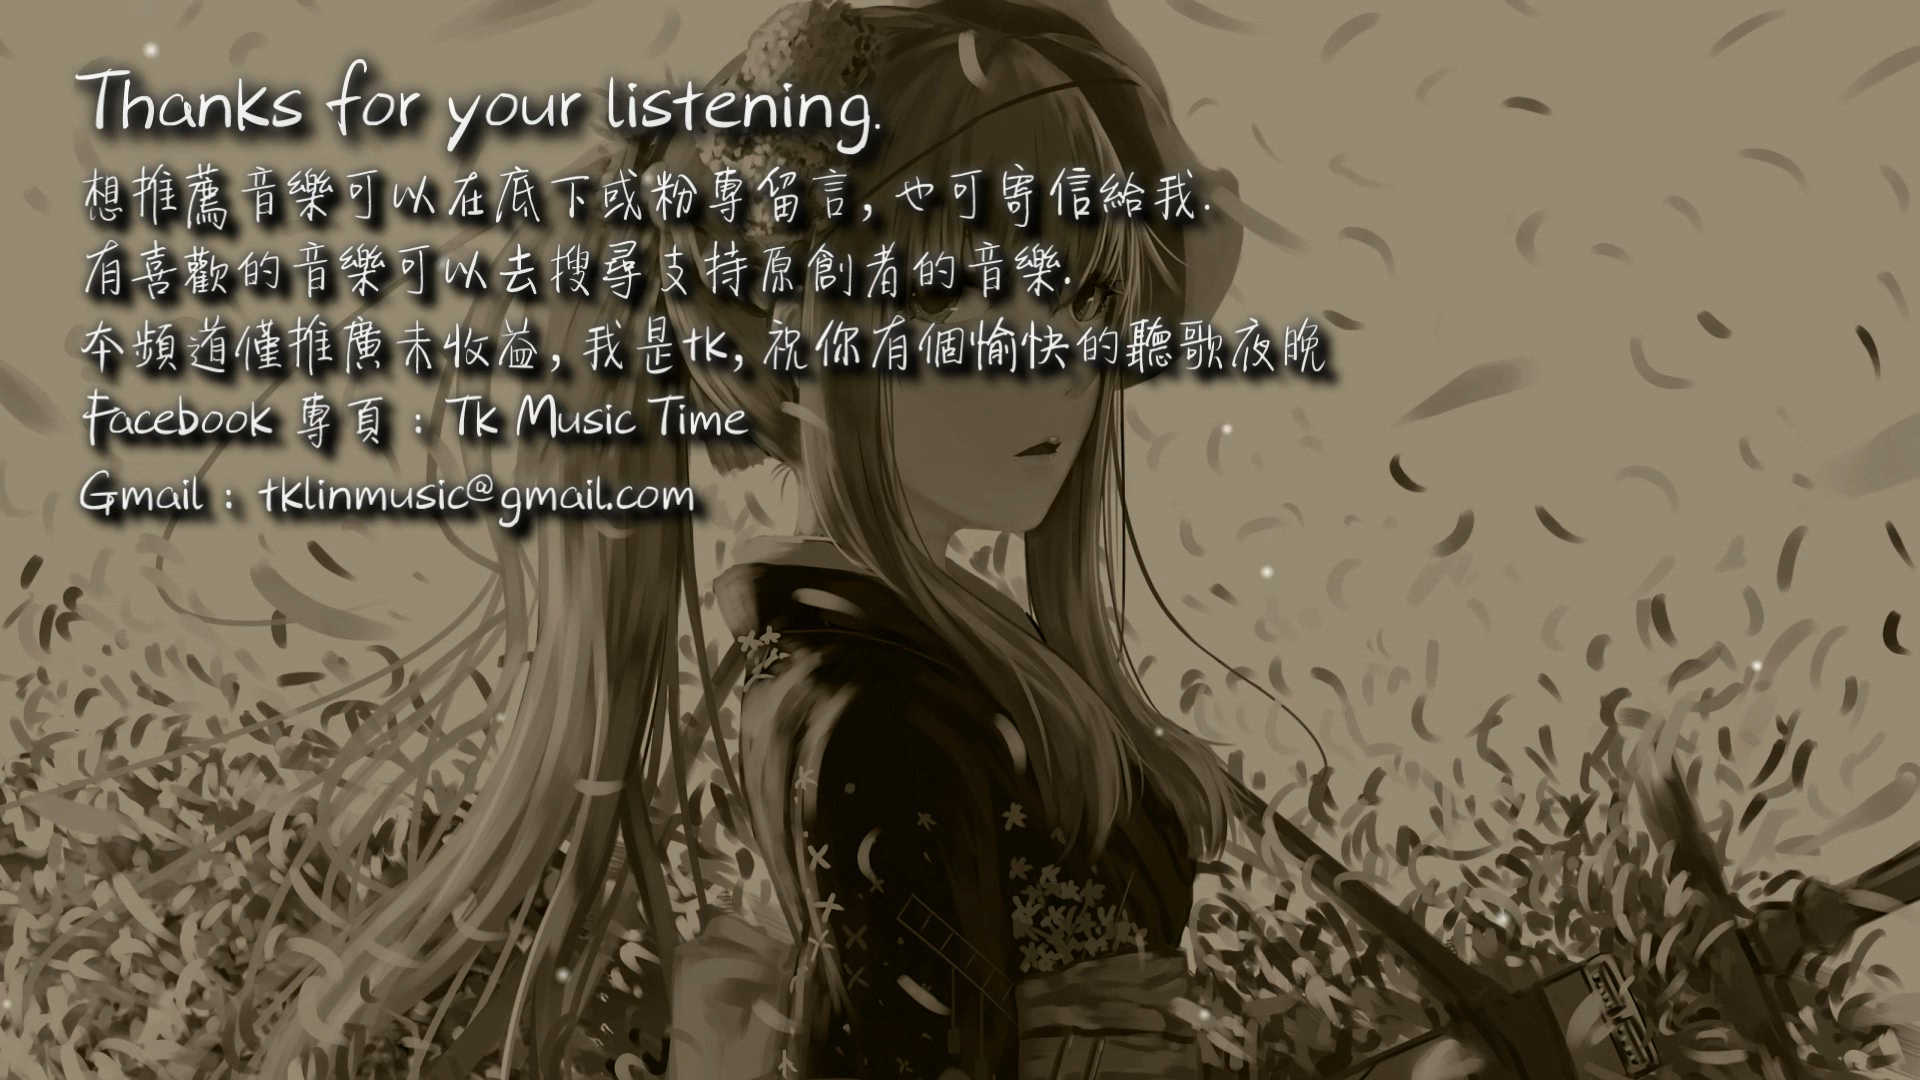 Thanks for your listening.
想推薦音樂可以在底下或粉專留言, 也可寄信給我.
有喜歡的音樂可以去搜尋支持原創者的音樂.
本頻道僅推廣未收益, 我是tk, 祝你有個愉快的聽歌夜晚
Facebook 專頁 : Tk Music Time
Gmail : tklinmusic@gmail.com